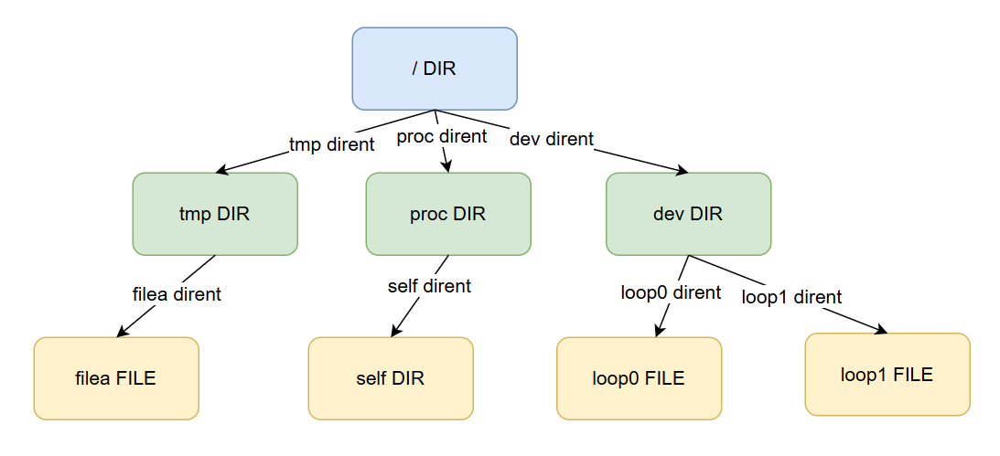 / DIR
tmp dirent
proc dirent
dev dirent
tmp DIR
proc DIR
dev DIR
filea dirent
self dirent
loop0 dirent
loop1 dirent
filea FILE
self DIR
loop0 FILE
loop1 FILE